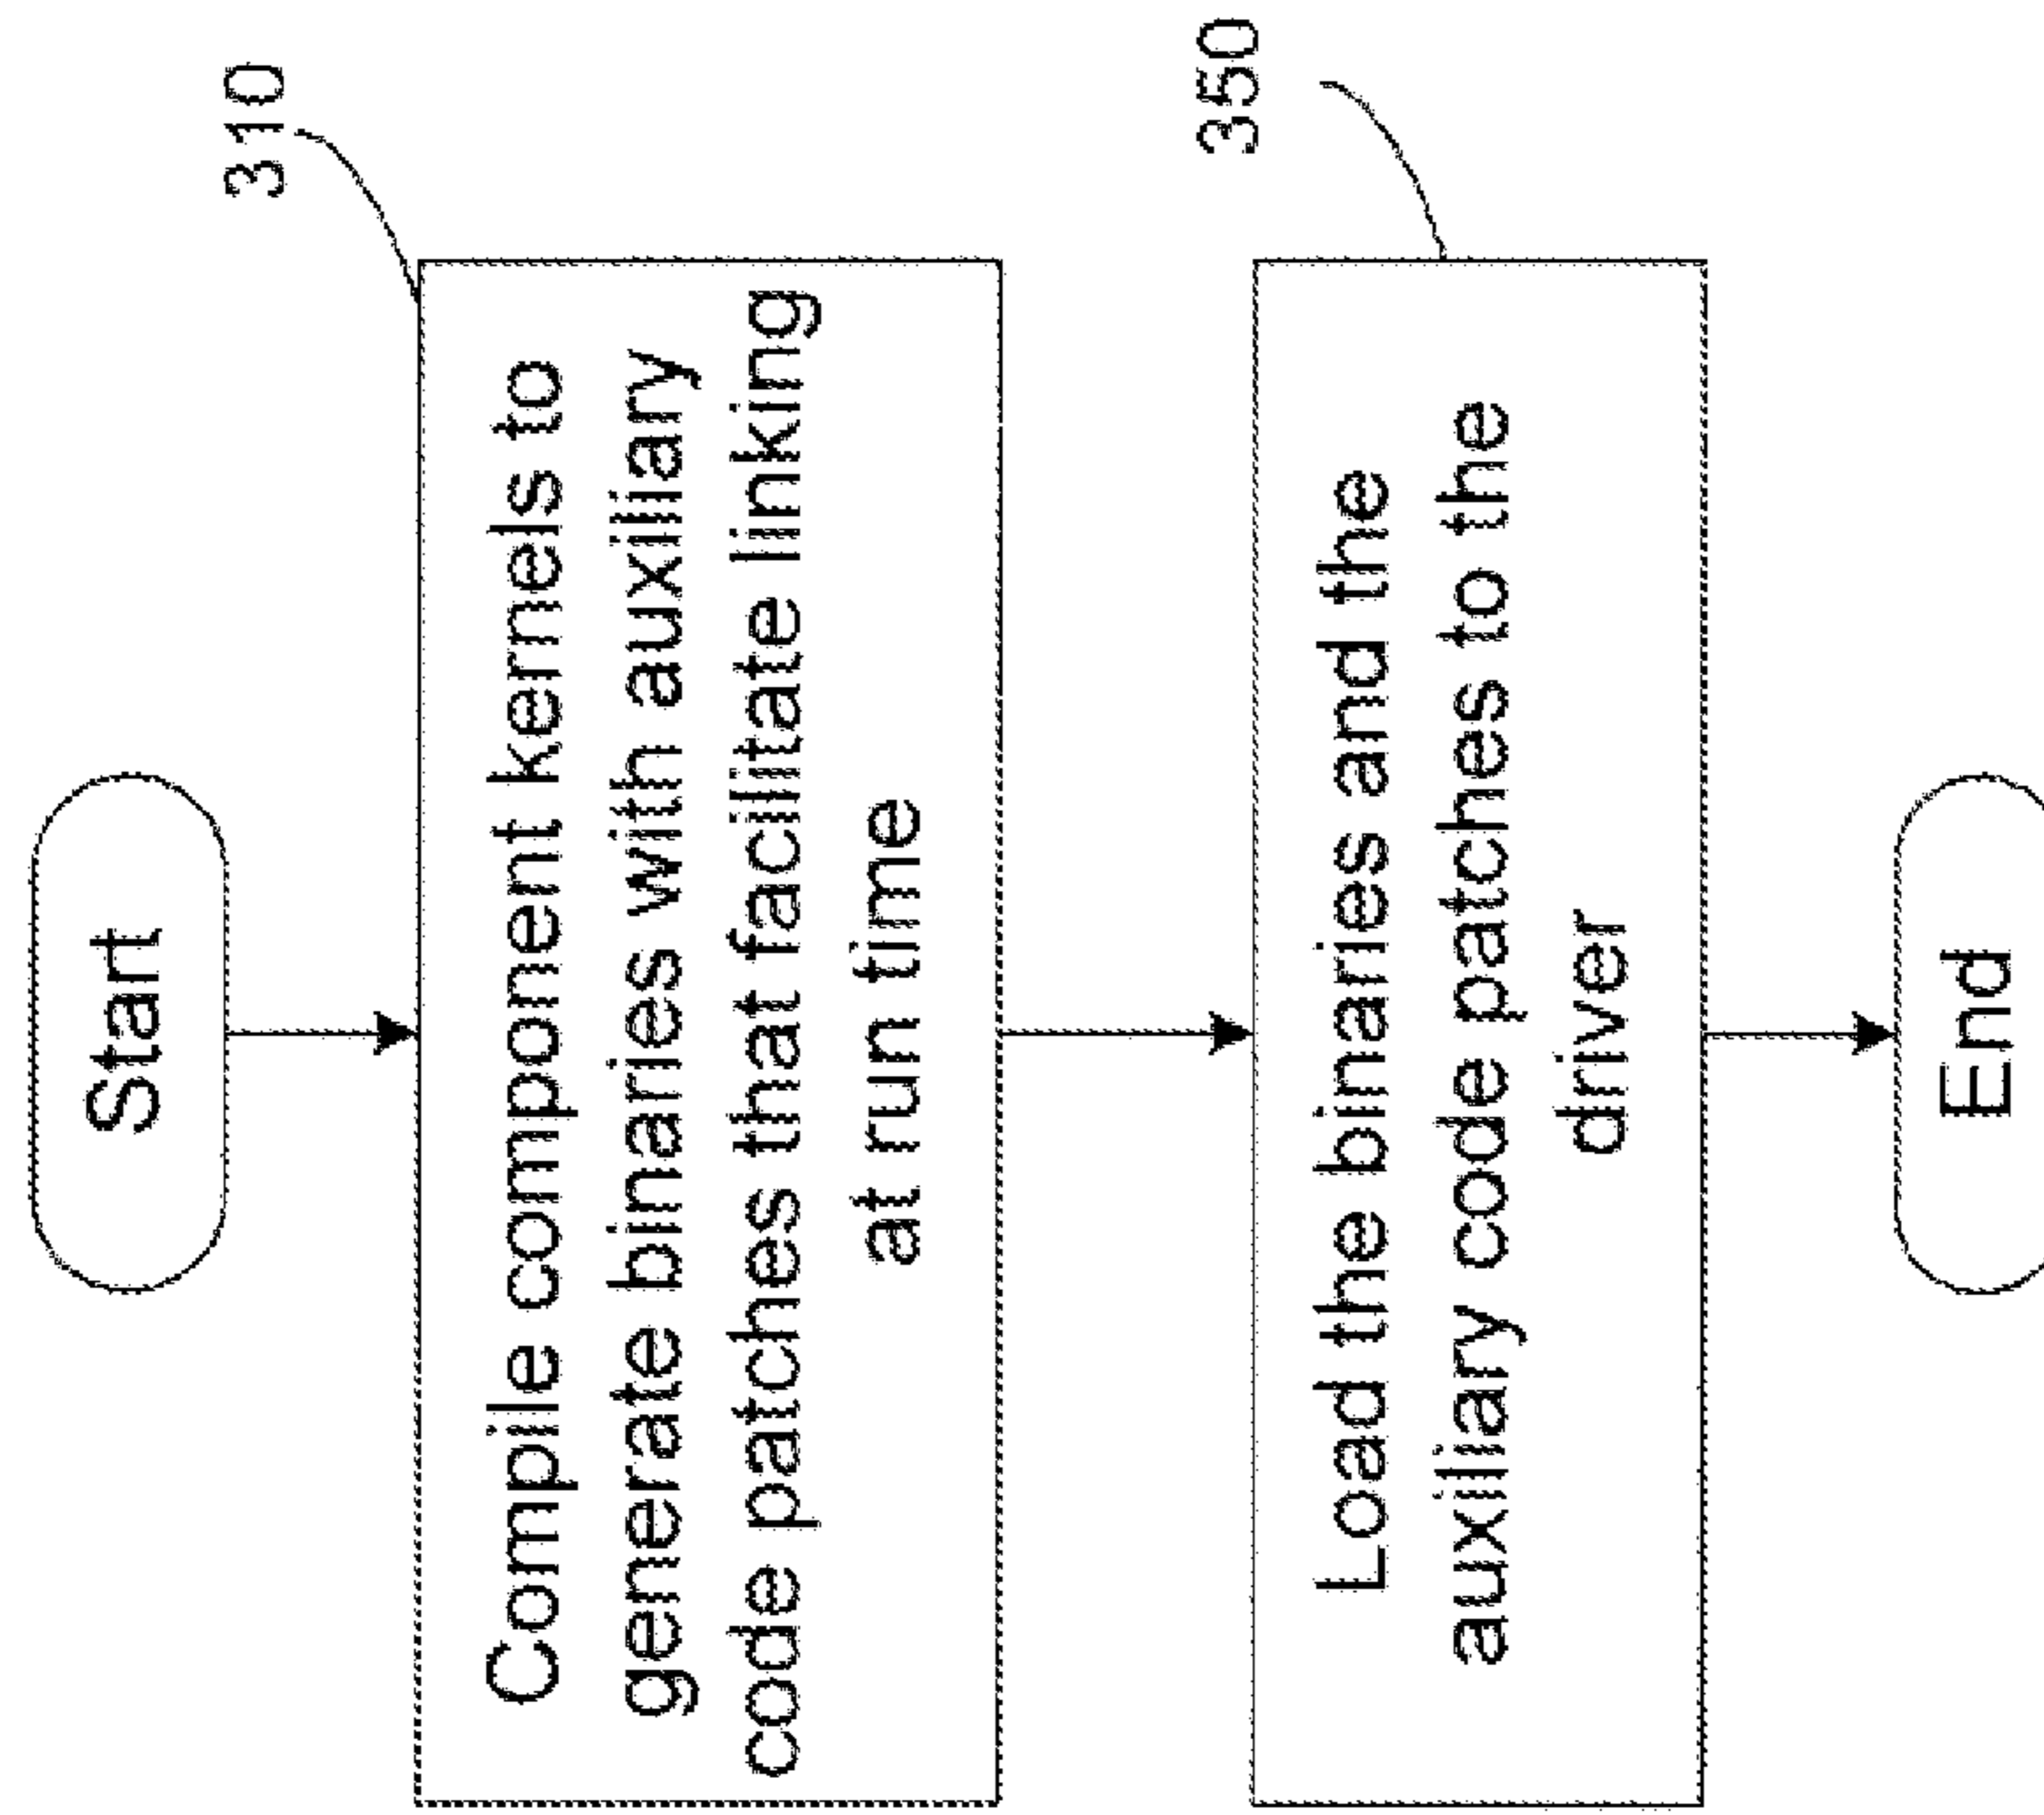 Start
310
Compile component kernels to
generate binaries with auxiliary
code patches that facilitate linking
at run time
350
Load the binaries and the
auxiliary code patches to the
driver
End